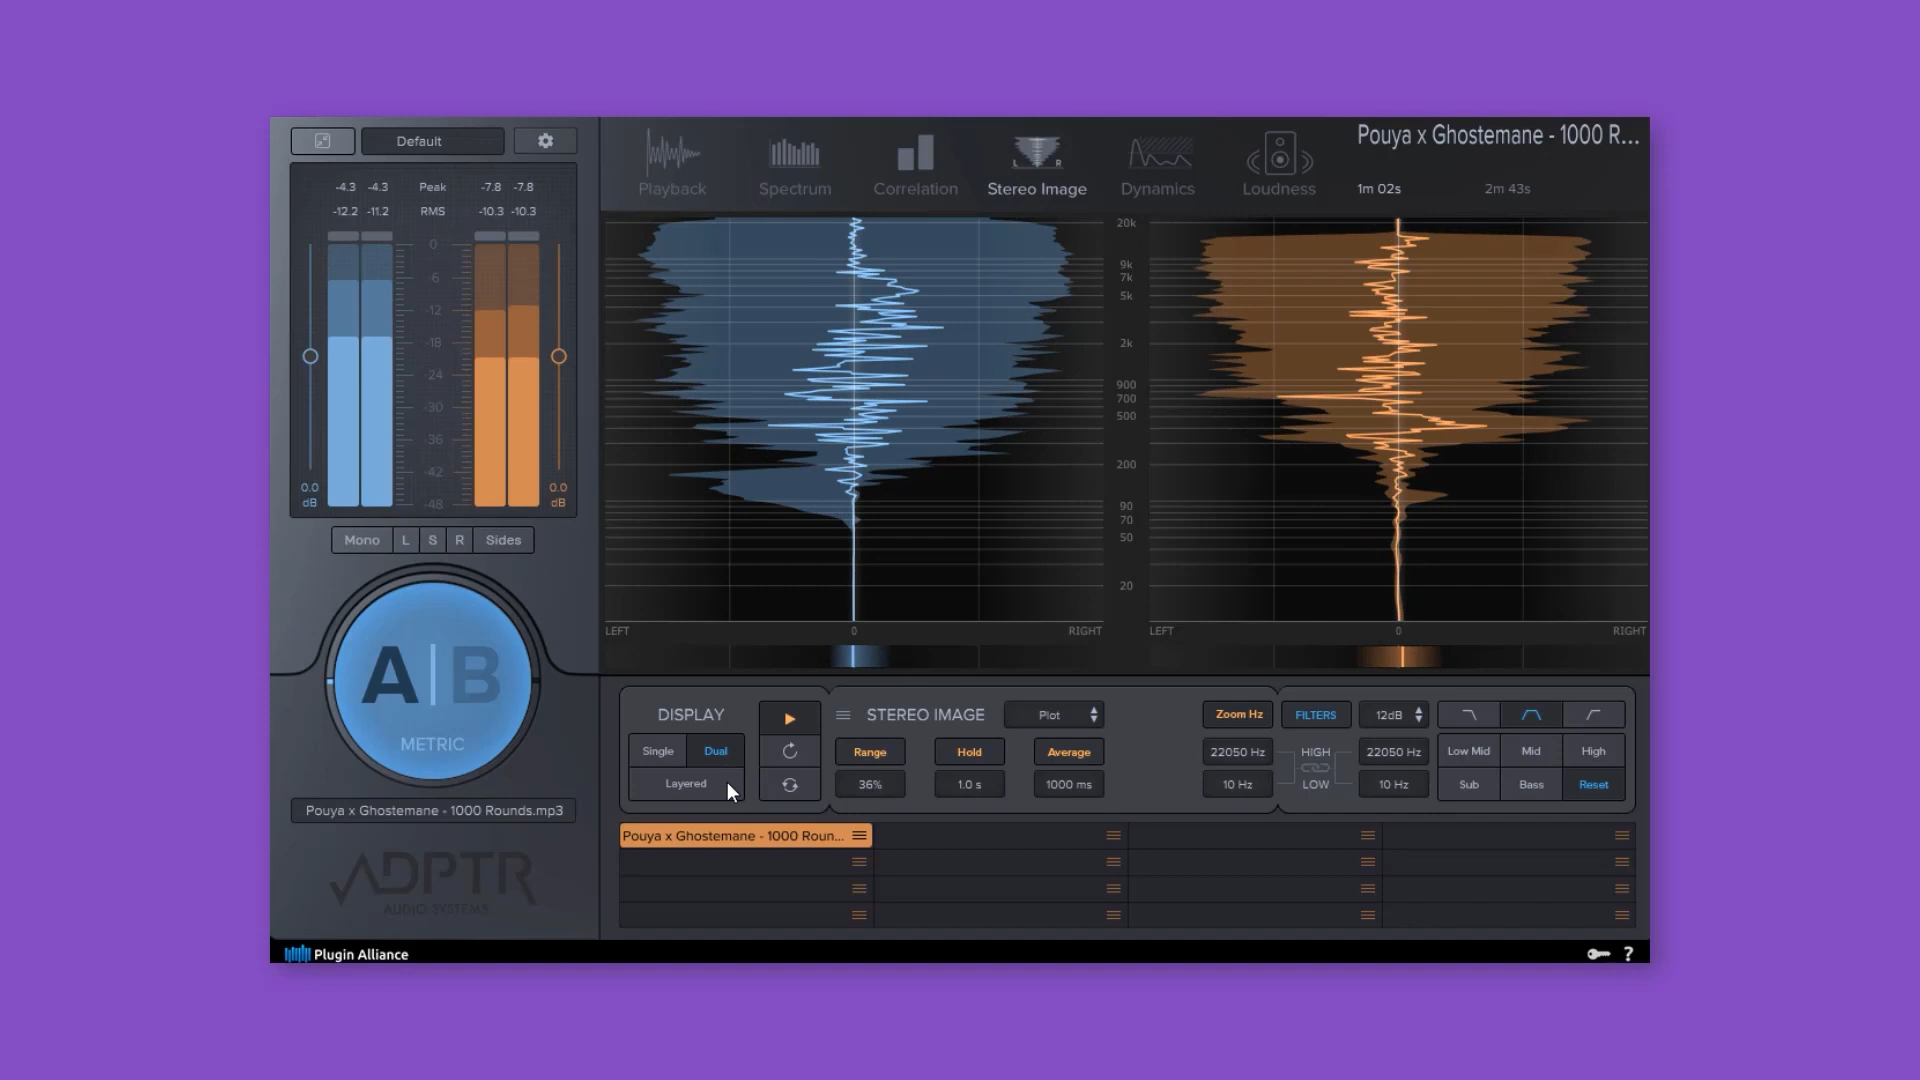 Default
-4.3 -4.3 Peak -7.8 -7.8
-12.2 -11.2 RMS -10.3 -10.3
0
-6
-12
-18
-24
-30
-36
-42
-48
0.0 dB
0.0 dB
Mono L S R Sides
A|B
METRIC
Pouya x Ghostemane - 1000 Rounds.mp3
ADPTR
AUDIO SYSTEMS
Playback
Spectrum
Correlation
L R
Stereo Image
Dynamics
Loudness
Pouya x Ghostemane - 1000 R...
1m 02s 2m 43s
20k
9k
7k
5k
2k
900
700
500
200
90
70
50
20
LEFT 0 RIGHT
LEFT 0 RIGHT
DISPLAY
Single Dual
Layered
STEREO IMAGE Plot
Range Hold Average
36% 1.0 s 1000 ms
Zoom Hz FILTERS 12dB
22050 Hz HIGH 22050 Hz
10 Hz LOW 10 Hz
Low Mid Mid High
Sub Bass Reset
Pouya x Ghostemane - 1000 Roun...
Plugin Alliance
?